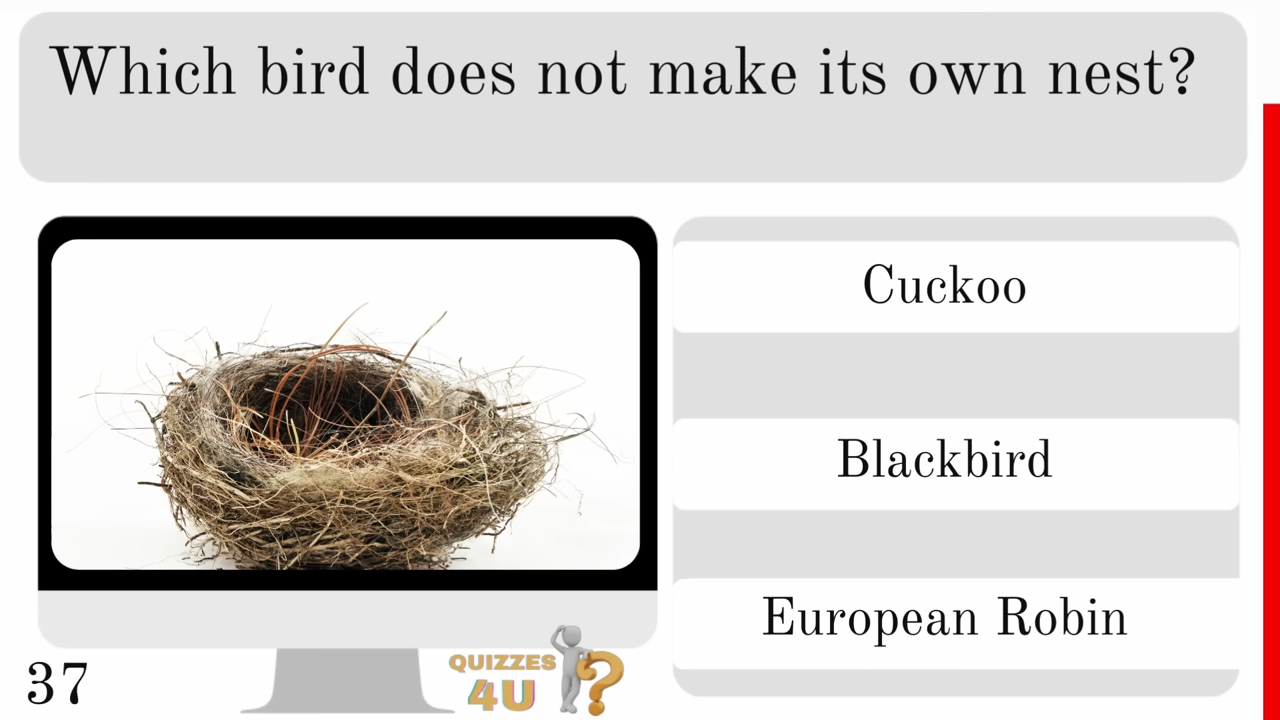 Which bird does not make its own nest?
Cuckoo
Blackbird
European Robin
37
QUIZZES
4U